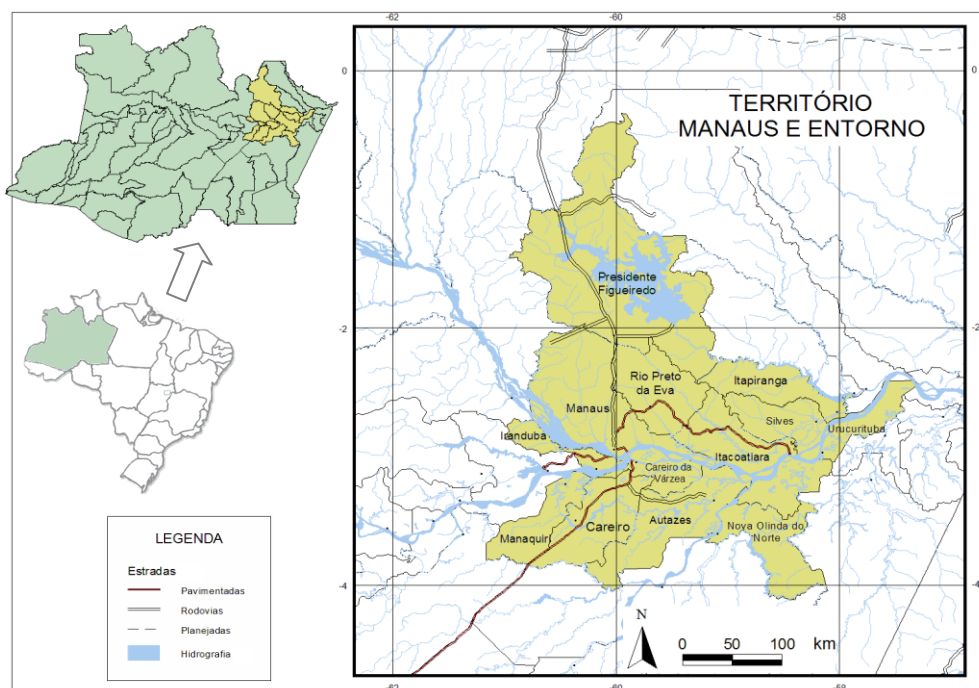 -62
-60
-58
0
0
TERRITÓRIO
MANAUS E ENTORNO
Presidente
Figueiredo
-2
-2
Rio Preto
da Eva
Itapiranga
Manaus
Silves
Iranduba
Urucurituba
Itacoatiara
Careiro da
Várzea
Careiro
Autazes
Manaquiri
Nova Olinda do
Norte
-4
-4
LEGENDA
Estradas
Pavimentadas
Rodovias
Planejadas
Hidrografia
N
0 50 100 km
-62
-60
-58